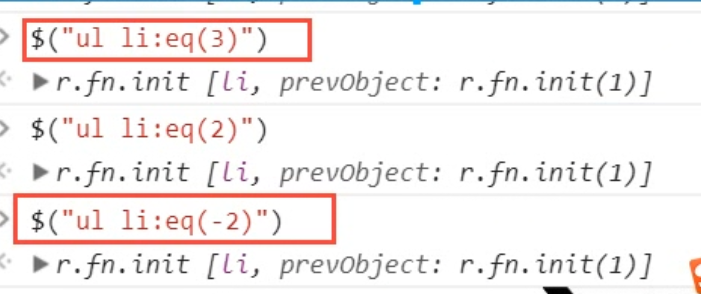 $("ul li:eq(3)")
r.fn.init [li, prevObject: r.fn.init(1)]
$("ul li:eq(2)")
r.fn.init [li, prevObject: r.fn.init(1)]
$("ul li:eq(-2)")
r.fn.init [li, prevObject: r.fn.init(1)]